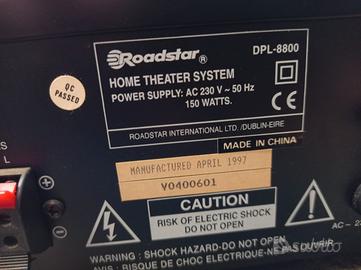 Roadstar
DPL-8800
HOME THEATER SYSTEM
POWER SUPPLY: AC 230 V ~ 50 Hz
150 WATTS.
ROADSTAR INTERNATIONAL LTD. /DUBLIN-EIRE
MADE IN CHINA
QC
PASSED
MANUFACTURED APRIL 1997
V0400601
L
CAUTION
RISK OF ELECTRIC SHOCK
DO NOT OPEN
AC ~ 23
WARNING : SHOCK HAZARD-DO NOT OPEN
AVIS : RISQUE DE CHOC ELECTRIQUE-NE PAS OUVRIR